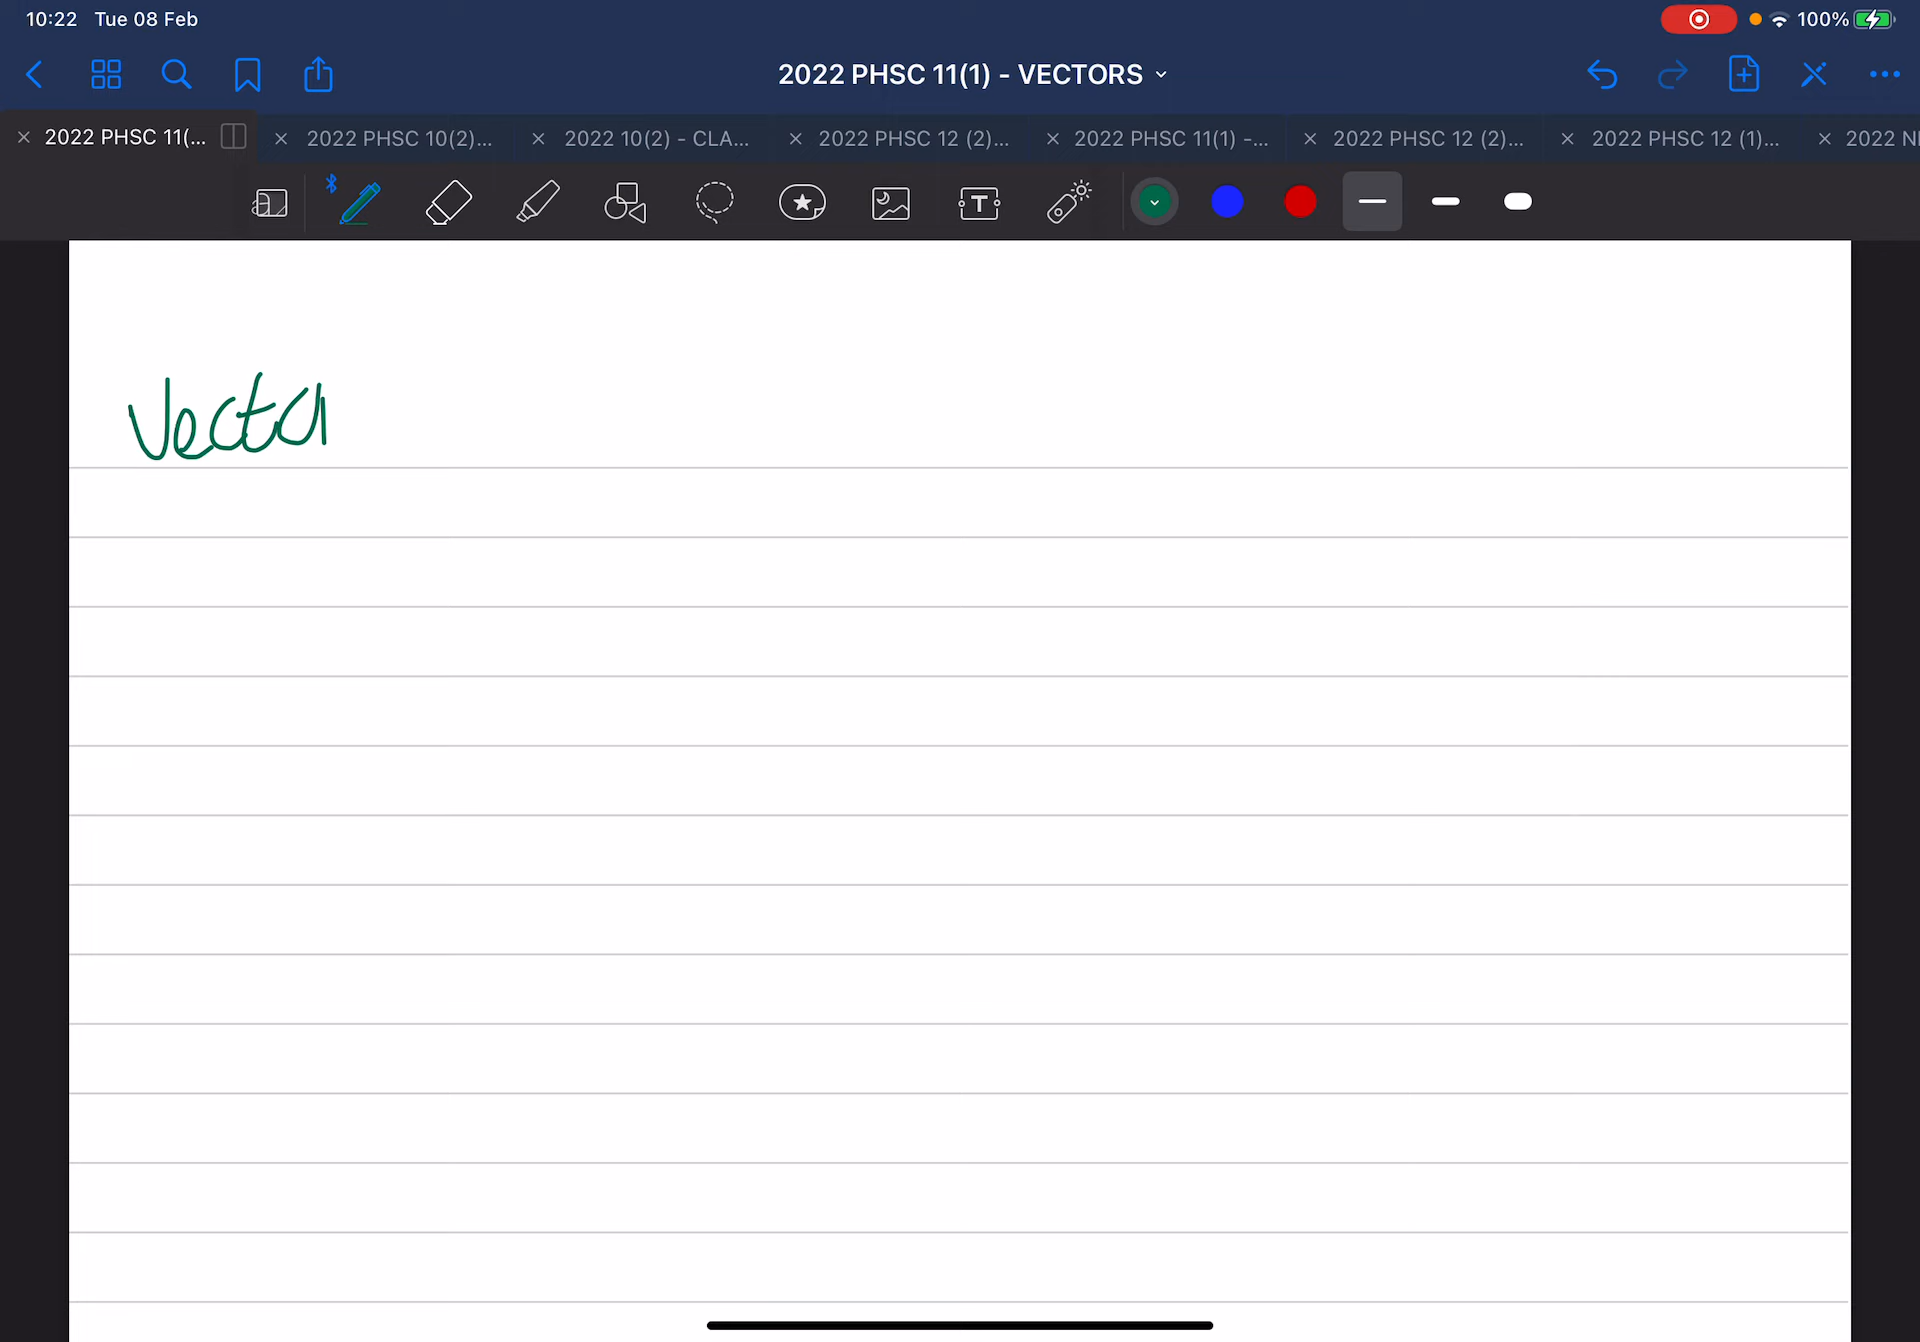 10:22 Tue 08 Feb 100%
2022 PHSC 11(1) - VECTORS
2022 PHSC 11(... 2022 PHSC 10(2)... 2022 10(2) - CLA... 2022 PHSC 12 (2)... 2022 PHSC 11(1) -... 2022 PHSC 12 (2)... 2022 PHSC 12 (1)... 2022 N
T
Vecto